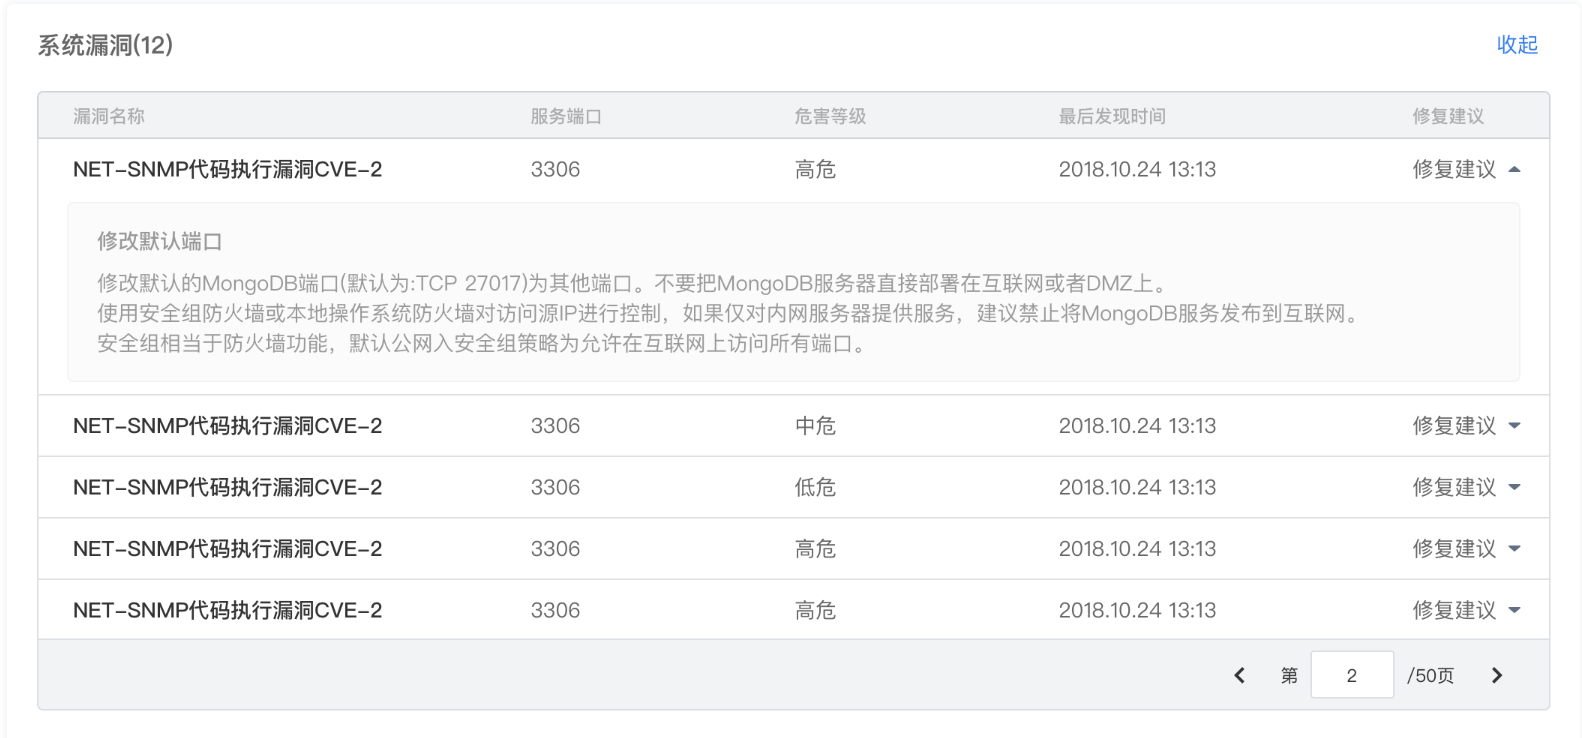 系统漏洞(12) 收起
漏洞名称 服务端口 危害等级 最后发现时间 修复建议
NET-SNMP代码执行漏洞CVE-2 3306 高危 2018.10.24 13:13 修复建议
修改默认端口
修改默认的MongoDB端口(默认为:TCP 27017)为其他端口。不要把MongoDB服务器直接部署在互联网或者DMZ上。
使用安全组防火墙或本地操作系统防火墙对访问源IP进行控制，如果仅对内网服务器提供服务，建议禁止将MongoDB服务发布到互联网。
安全组相当于防火墙功能，默认公网入安全组策略为允许在互联网上访问所有端口。
NET-SNMP代码执行漏洞CVE-2 3306 中危 2018.10.24 13:13 修复建议
NET-SNMP代码执行漏洞CVE-2 3306 低危 2018.10.24 13:13 修复建议
NET-SNMP代码执行漏洞CVE-2 3306 高危 2018.10.24 13:13 修复建议
NET-SNMP代码执行漏洞CVE-2 3306 高危 2018.10.24 13:13 修复建议
第 2 /50页